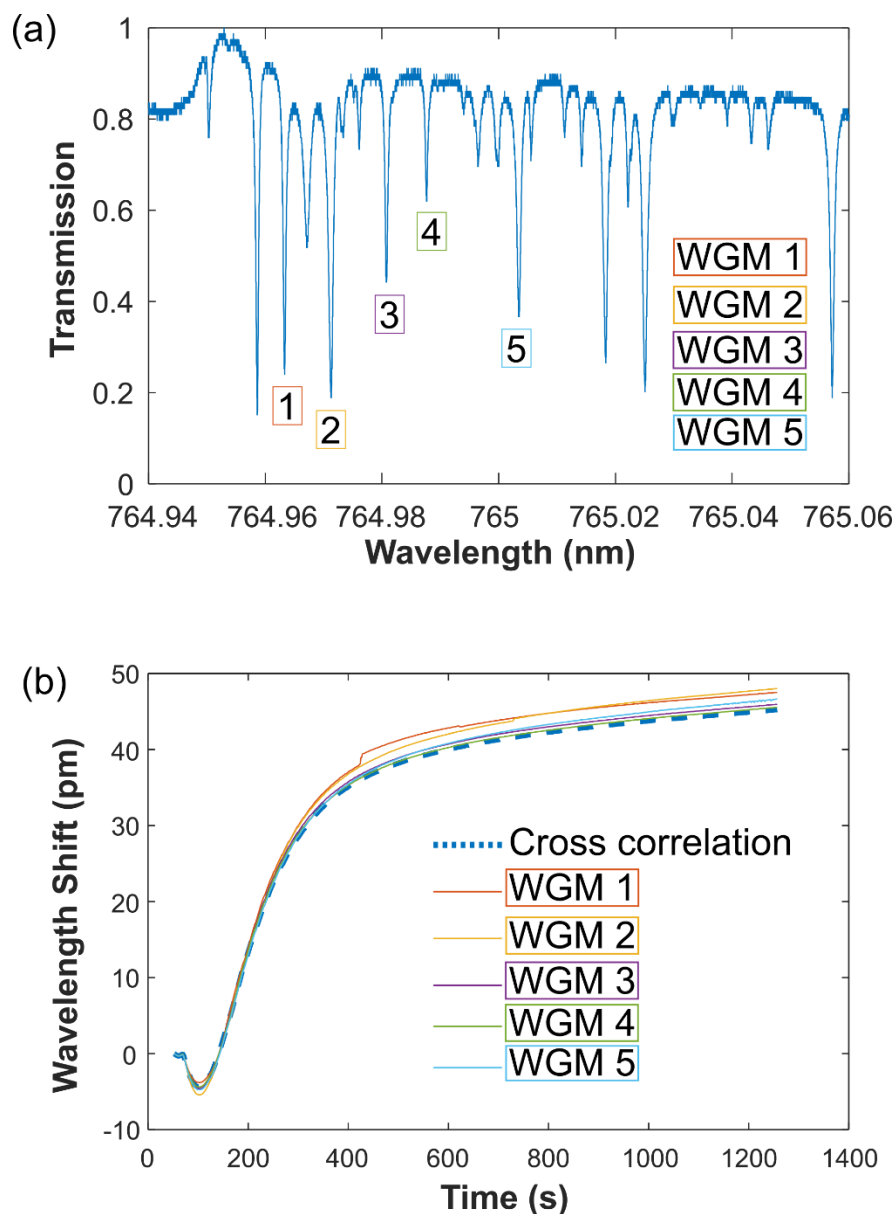 (a)
1
0.8
0.6
0.4
0.2
0
Transmission
4
3
5
1
2
WGM 1
WGM 2
WGM 3
WGM 4
WGM 5
764.94 764.96 764.98 765 765.02 765.04 765.06
Wavelength (nm)
(b)
50
40
30
20
10
0
-10
Wavelength Shift (pm)
Cross correlation
WGM 1
WGM 2
WGM 3
WGM 4
WGM 5
0 200 400 600 800 1000 1200 1400
Time (s)